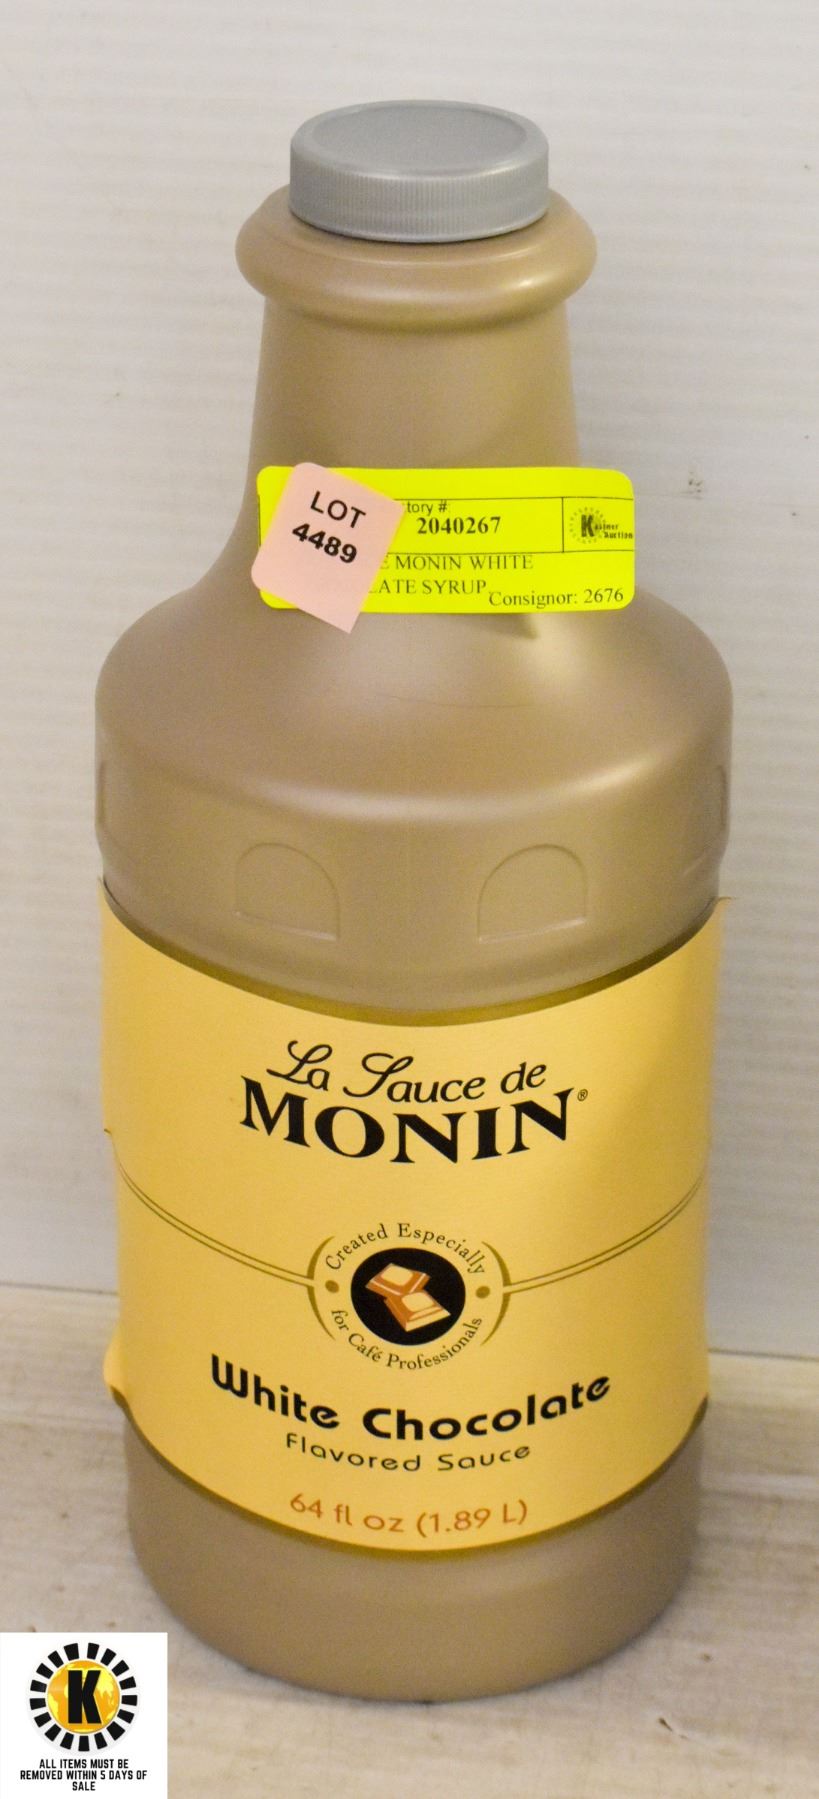 LOT
4489
tory #:
2040267
Kastner
Auction
E MONIN WHITE
LATE SYRUP
Consignor: 2676
La Sauce de
MONIN®
Created Especially
for Café Professionals
White Chocolate
Flavored Sauce
64 fl oz (1.89 L)
K
ALL ITEMS MUST BE
REMOVED WITHIN 5 DAYS OF
SALE